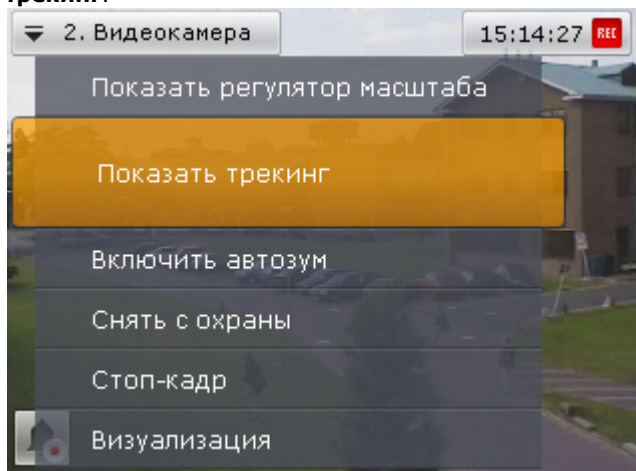 трекинг.
2. Видеокамера
15:14:27 REC
Показать регулятор масштаба
Показать трекинг
Включить автозум
Снять с охраны
Стоп-кадр
Визуализация